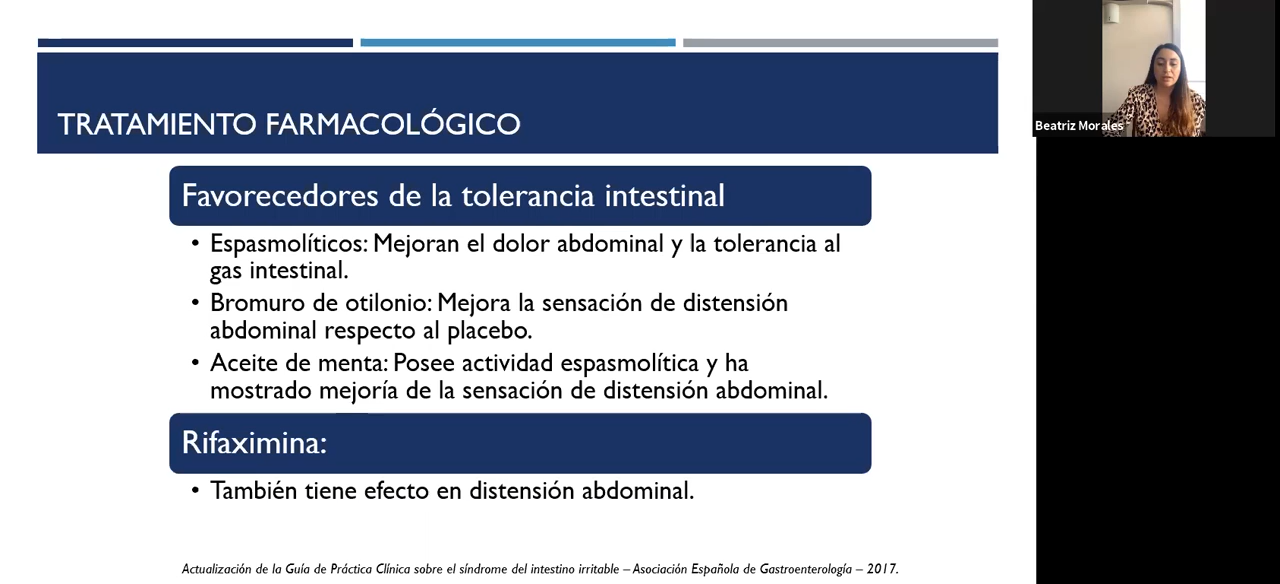 TRATAMIENTO FARMACOLÓGICO
Favorecedores de la tolerancia intestinal
• Espasmolíticos: Mejoran el dolor abdominal y la tolerancia al
gas intestinal.
• Bromuro de otilonio: Mejora la sensación de distensión
abdominal respecto al placebo.
• Aceite de menta: Posee actividad espasmolítica y ha
mostrado mejoría de la sensación de distensión abdominal.
Rifaximina:
• También tiene efecto en distensión abdominal.
Actualización de la Guía de Práctica Clínica sobre el síndrome del intestino irritable – Asociación Española de Gastroenterología – 2017.
Beatriz Morales